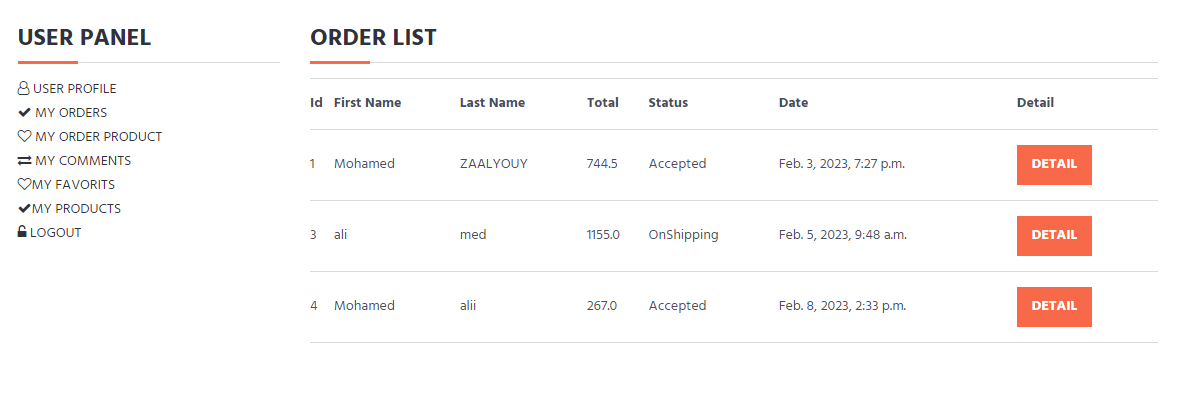 USER PANEL
USER PROFILE
MY ORDERS
MY ORDER PRODUCT
MY COMMENTS
MY FAVORITS
MY PRODUCTS
LOGOUT
ORDER LIST
Id First Name Last Name Total Status Date Detail
1 Mohamed ZAALYOUY 744.5 Accepted Feb. 3, 2023, 7:27 p.m. DETAIL
3 ali med 1155.0 OnShipping Feb. 5, 2023, 9:48 a.m. DETAIL
4 Mohamed alii 267.0 Accepted Feb. 8, 2023, 2:33 p.m. DETAIL